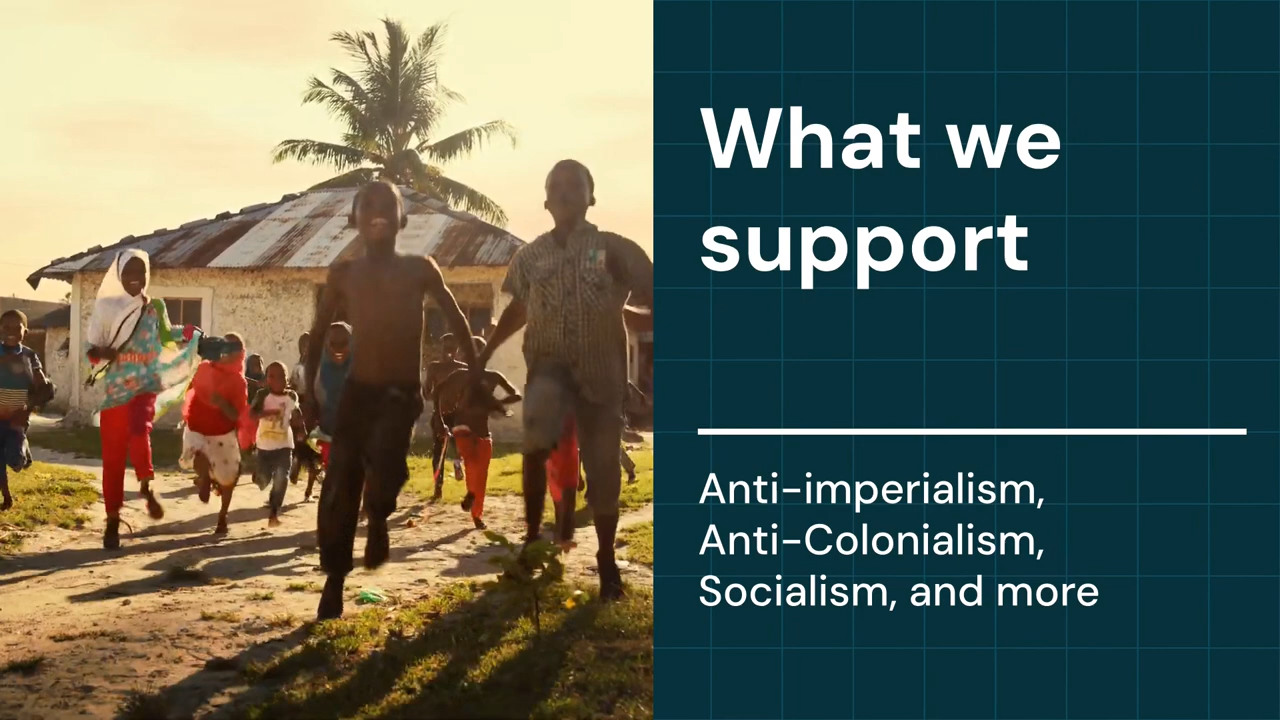 What we
support
Anti-imperialism,
Anti-Colonialism,
Socialism, and more